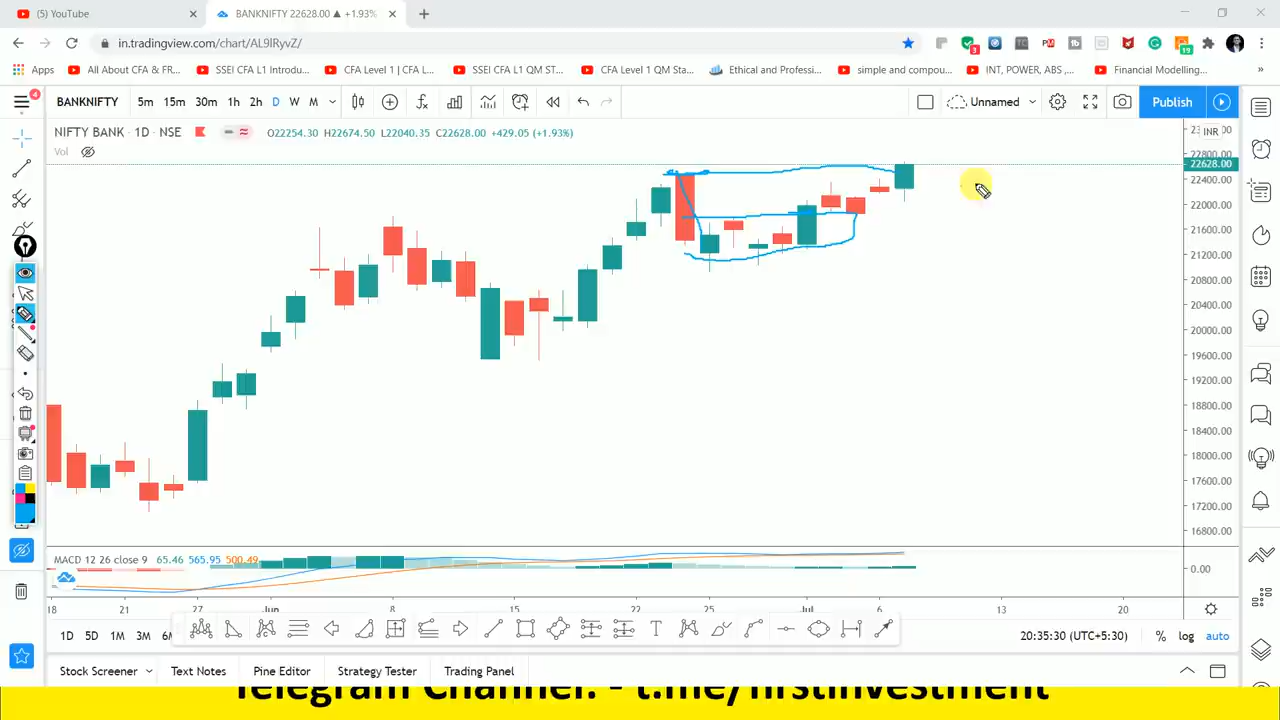 (5) YouTube
BANKNIFTY 22628.00 ▲ +1.93%
in.tradingview.com/chart/AL9lRyvZ/
Apps
All About CFA & FR...
SSEI CFA L1 Introdu...
CFA Level 1 | CFA L...
SSEI CFA L1 QM ST...
CFA Level 1 QM Sta...
Ethical and Professi...
simple and compou...
INT, POWER, ABS ,...
Financial Modelling...
BANKNIFTY 5m 15m 30m 1h 2h D W M
Unnamed
Publish
NIFTY BANK · 1D · NSE
O22254.30 H22674.50 L22040.35 C22628.00 +429.05 (+1.93%)
Vol
INR
22800.00
22628.00
22400.00
22000.00
21600.00
21200.00
20800.00
20400.00
20000.00
19600.00
19200.00
18800.00
18400.00
18000.00
17600.00
17200.00
16800.00
MACD 12 26 close 9 65.46 565.95 500.49
0.00
18 21 27 Jun 8 15 22 25 Jul 6 13 20
1D 5D 1M 3M 6M
20:35:30 (UTC+5:30)
% log auto
Stock Screener Text Notes Pine Editor Strategy Tester Trading Panel
Telegram Channel: - t.me/firstinvestment